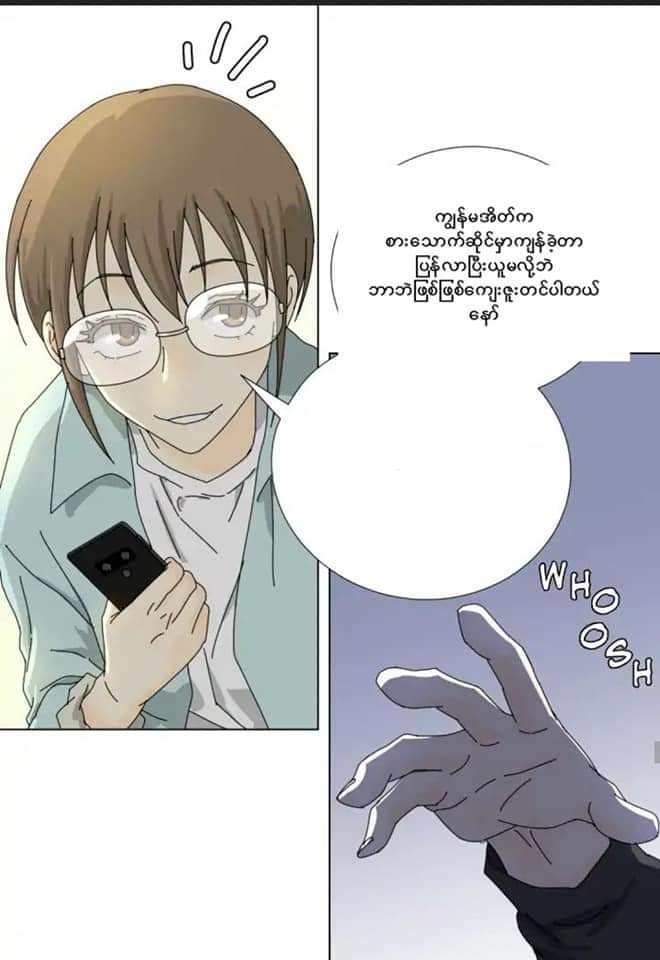 ကျွန်မအိတ်က
စားသောက်ဆိုင်မှာကျန်ခဲ့တာ
ပြန်လာပြီးယူမလို့ဘဲ
ဘာဘဲဖြစ်ဖြစ်ကျေးဇူးတင်ပါတယ်
နော်
WHO
OSH